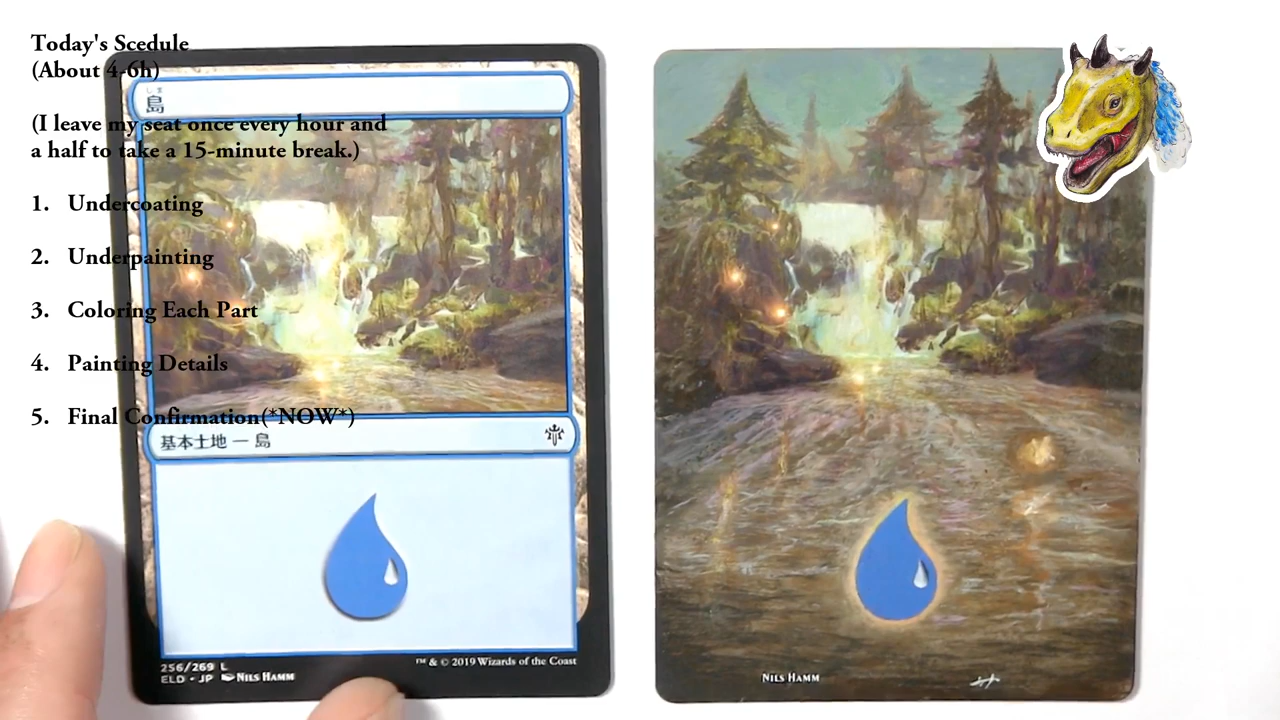 Today's Scedule
(About 4-6h)
(I leave my seat once every hour and
a half to take a 15-minute break.)
1. Undercoating
2. Underpainting
3. Coloring Each Part
4. Painting Details
5. Final Confirmation(*NOW*)
しま
島
基本土地 — 島
256/269 L
ELD • JP NILS HAMM
™ & © 2019 Wizards of the Coast
NILS HAMM